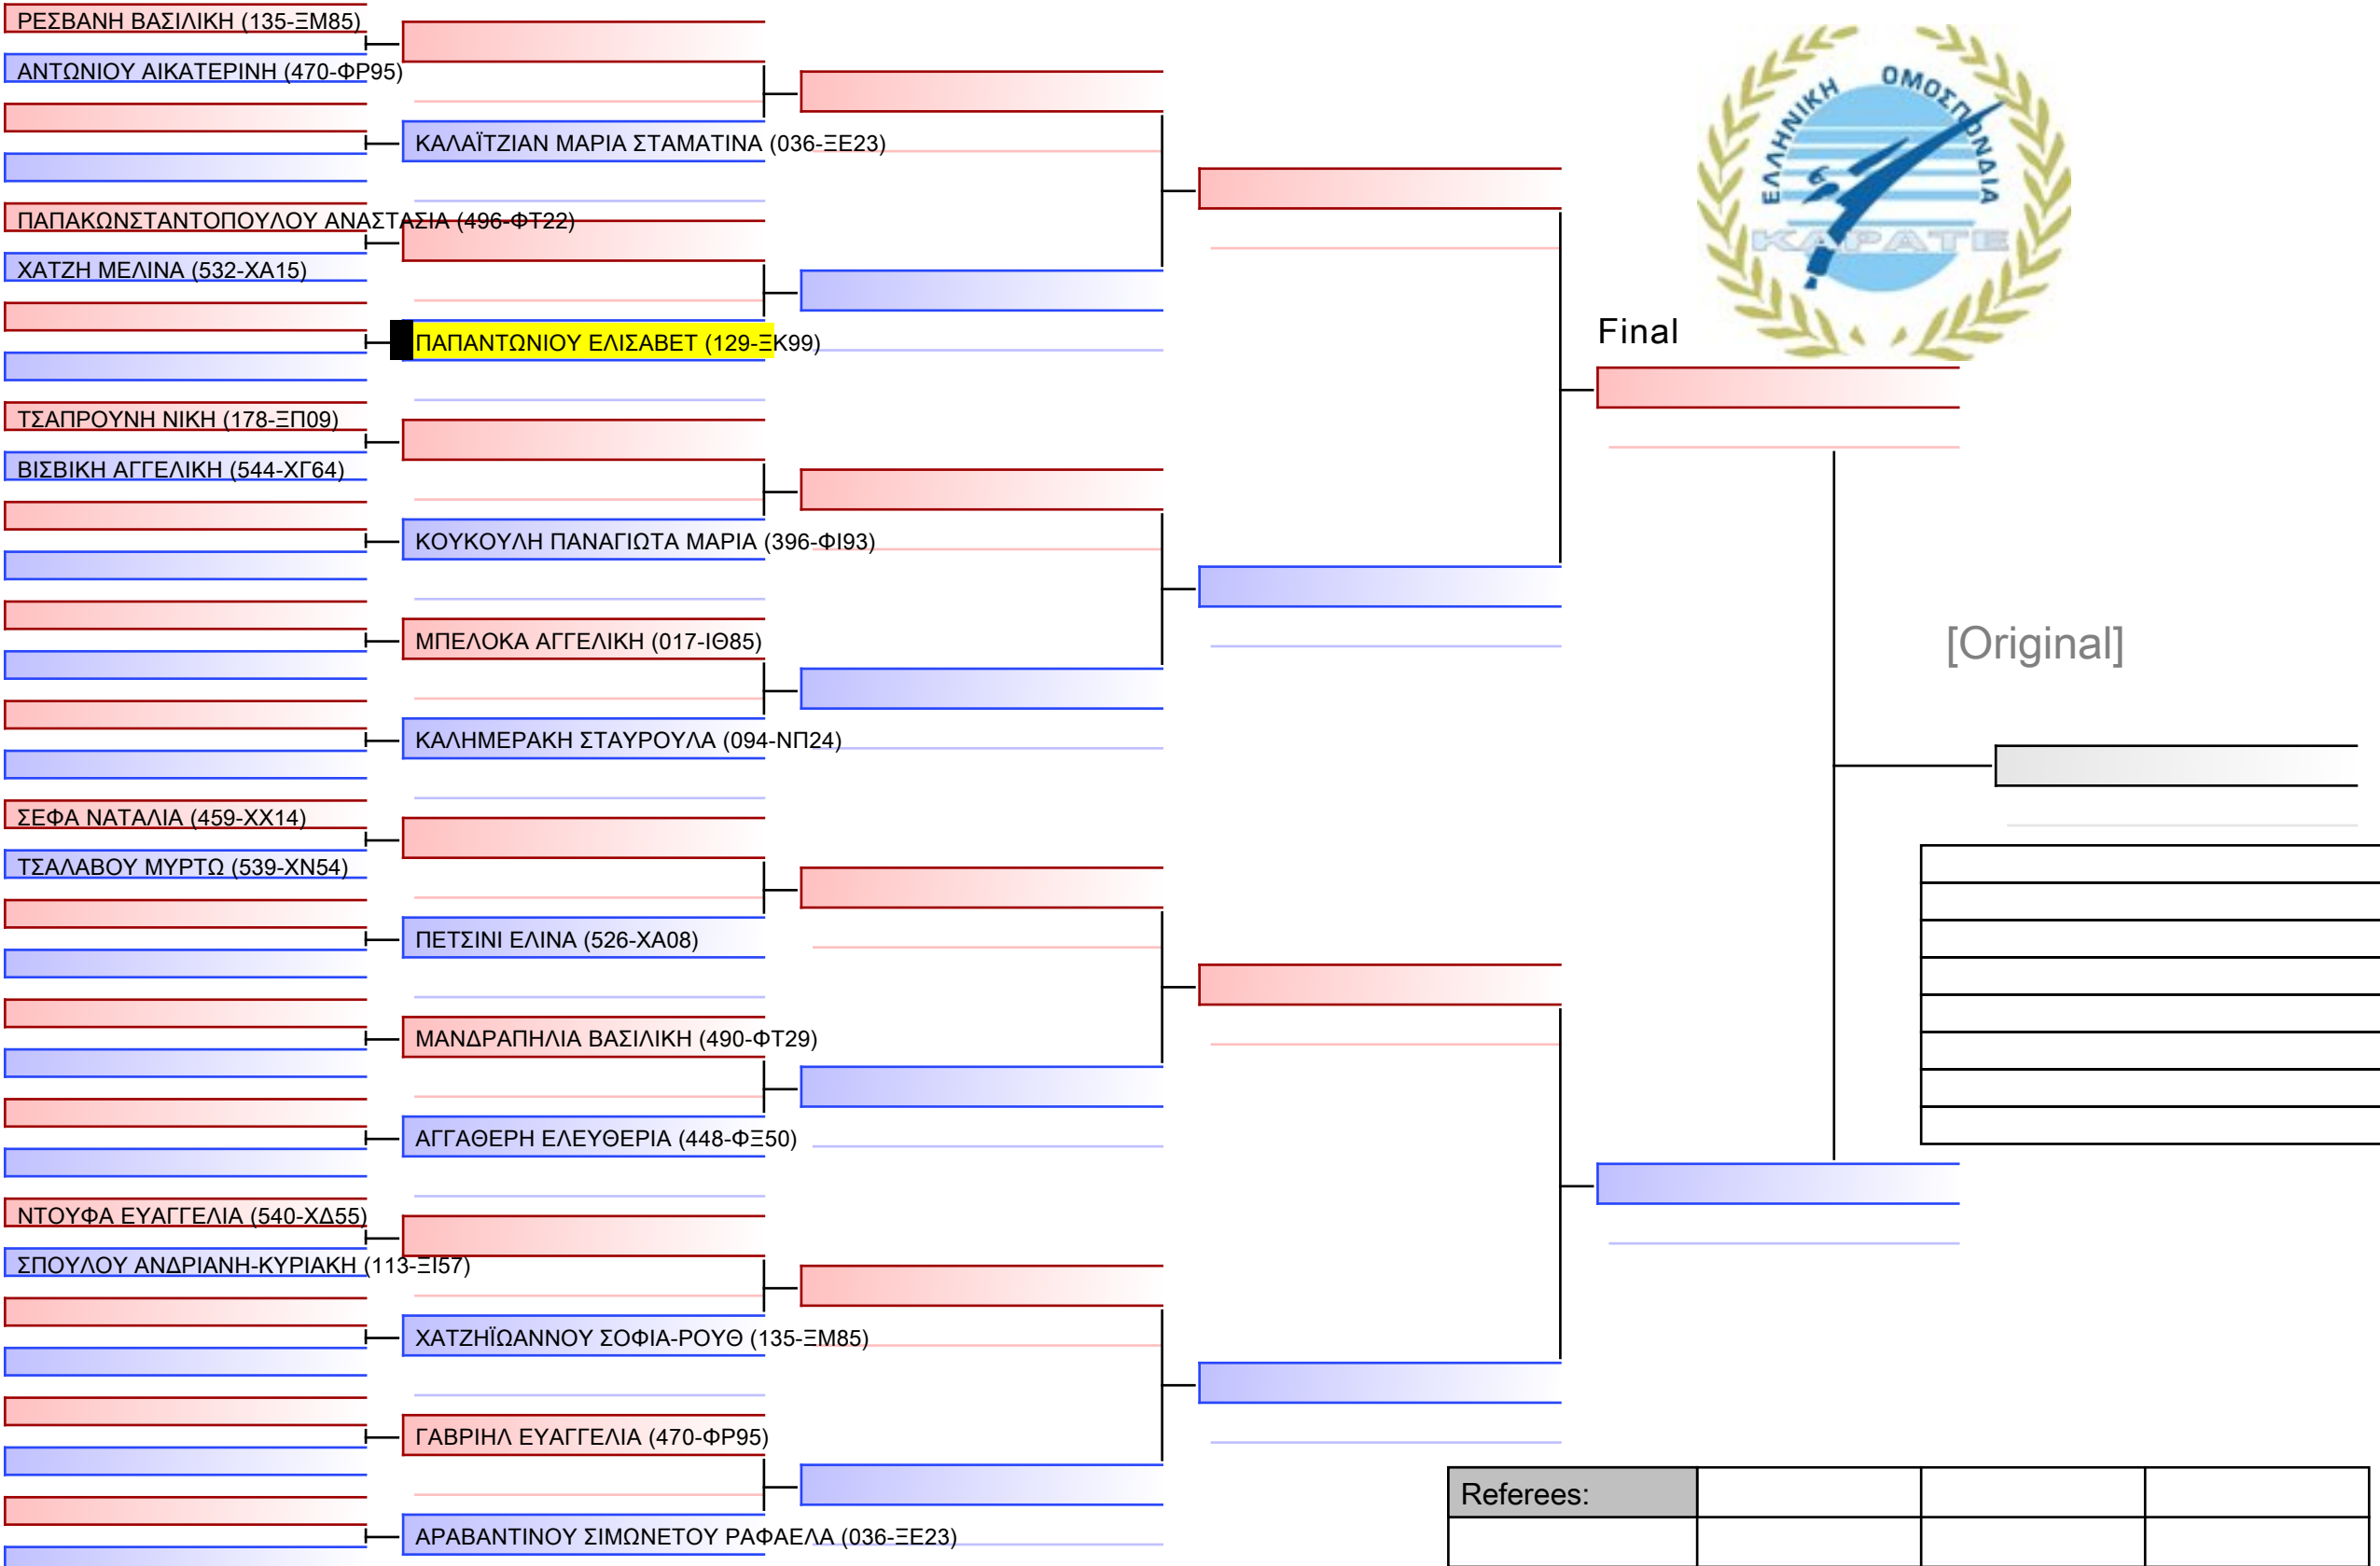 ΡΕΣΒΑΝΗ ΒΑΣΙΛΙΚΗ (135-ΞΜ85)
ΑΝΤΩΝΙΟΥ ΑΙΚΑΤΕΡΙΝΗ (470-ΦΡ95)
ΚΑΛΑΪΤΖΙΑΝ ΜΑΡΙΑ ΣΤΑΜΑΤΙΝΑ (036-ΞΕ23)
ΠΑΠΑΚΩΝΣΤΑΝΤΟΠΟΥΛΟΥ ΑΝΑΣΤΑΣΙΑ (496-ΦΤ22)
ΧΑΤΖΗ ΜΕΛΙΝΑ (532-ΧΑ15)
ΠΑΠΑΝΤΩΝΙΟΥ ΕΛΙΣΑΒΕΤ (129-ΞΚ99)
ΤΣΑΠΡΟΥΝΗ ΝΙΚΗ (178-ΞΠ09)
ΒΙΣΒΙΚΗ ΑΓΓΕΛΙΚΗ (544-ΧΓ64)
ΚΟΥΚΟΥΛΗ ΠΑΝΑΓΙΩΤΑ ΜΑΡΙΑ (396-ΦΙ93)
ΜΠΕΛΟΚΑ ΑΓΓΕΛΙΚΗ (017-ΙΘ85)
ΚΑΛΗΜΕΡΑΚΗ ΣΤΑΥΡΟΥΛΑ (094-ΝΠ24)
ΣΕΦΑ ΝΑΤΑΛΙΑ (459-ΧΧ14)
ΤΣΑΛΑΒΟΥ ΜΥΡΤΩ (539-ΧΝ54)
ΠΕΤΣΙΝΙ ΕΛΙΝΑ (526-ΧΑ08)
ΜΑΝΔΡΑΠΗΛΙΑ ΒΑΣΙΛΙΚΗ (490-ΦΤ29)
ΑΓΓΑΘΕΡΗ ΕΛΕΥΘΕΡΙΑ (448-ΦΞ50)
ΝΤΟΥΦΑ ΕΥΑΓΓΕΛΙΑ (540-ΧΔ55)
ΣΠΟΥΛΟΥ ΑΝΔΡΙΑΝΗ-ΚΥΡΙΑΚΗ (113-ΞΙ57)
ΧΑΤΖΗΪΩΑΝΝΟΥ ΣΟΦΙΑ-ΡΟΥΘ (135-ΞΜ85)
ΓΑΒΡΙΗΛ ΕΥΑΓΓΕΛΙΑ (470-ΦΡ95)
ΑΡΑΒΑΝΤΙΝΟΥ ΣΙΜΩΝΕΤΟΥ ΡΑΦΑΕΛΑ (036-ΞΕ23)
ΕΛΛΗΝΙΚΗ ΟΜΟΣΠΟΝΔΙΑ
ΚΑΡΑΤΕ
Final
[Original]
Referees: